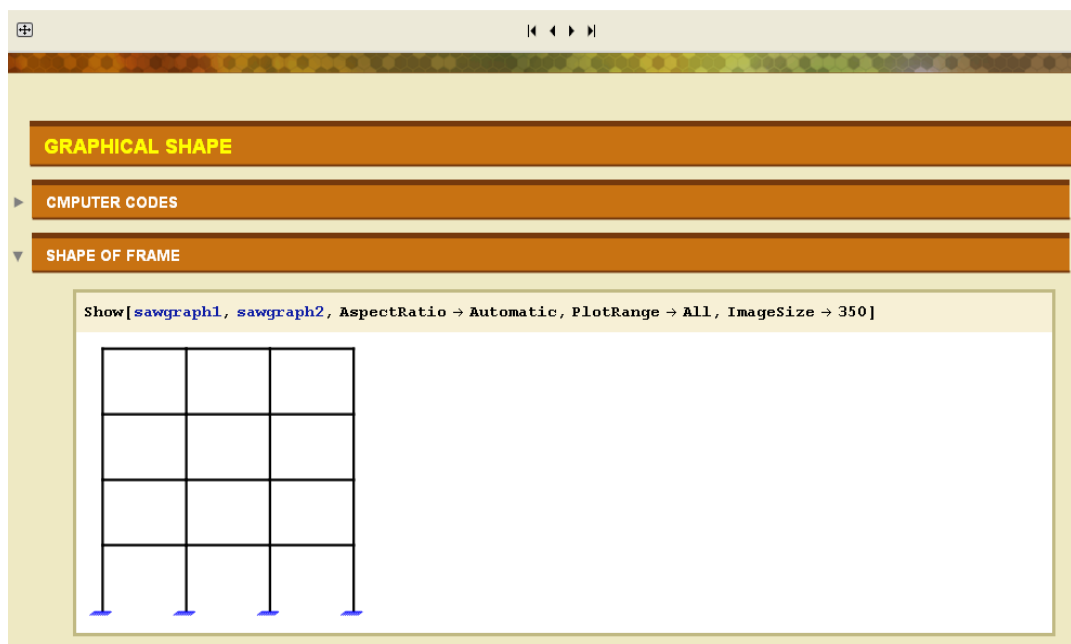 GRAPHICAL SHAPE
CMPUTER CODES
SHAPE OF FRAME
Show[sawgraph1, sawgraph2, AspectRatio → Automatic, PlotRange → All, ImageSize → 350]